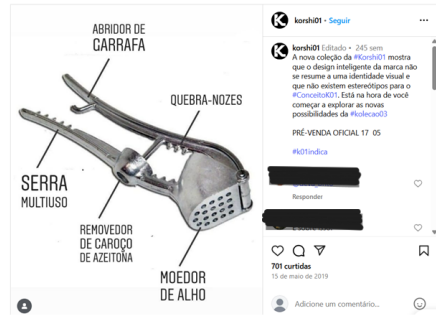 ABRIDOR DE
GARRAFA
QUEBRA-NOZES
SERRA
MULTIUSO
REMOVEDOR
DE CAROÇO
DE AZEITONA
MOEDOR
DE ALHO
korshi01 • Seguir
korshi01 Editado • 245 sem
A nova coleção da #Korshi01 mostra
que o design inteligente da marca não
se resume a uma identidade visual e
que não existem estereótipos para o
#ConceitoK01. Está na hora de você
começar a explorar as novas
possibilidades da #kolecao03
PRÉ-VENDA OFICIAL 17 05
#k01indica
Responder
701 curtidas
15 de maio de 2019
Adicione um comentário...